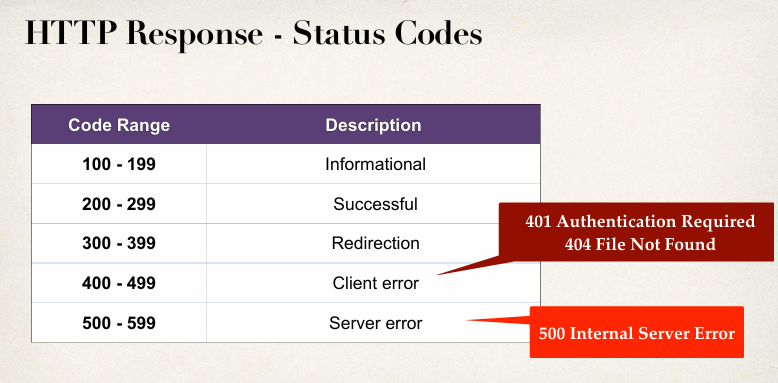 HTTP Response - Status Codes
Code Range Description
100 - 199 Informational
200 - 299 Successful
300 - 399 Redirection
400 - 499 Client error
500 - 599 Server error
401 Authentication Required
404 File Not Found
500 Internal Server Error